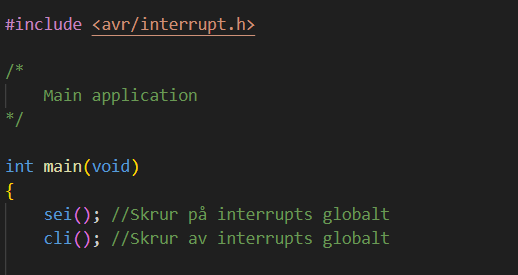 #include <avr/interrupt.h>
/*
Main application
*/
int main(void)
{
sei(); //Skrur på interrupts globalt
cli(); //Skrur av interrupts globalt